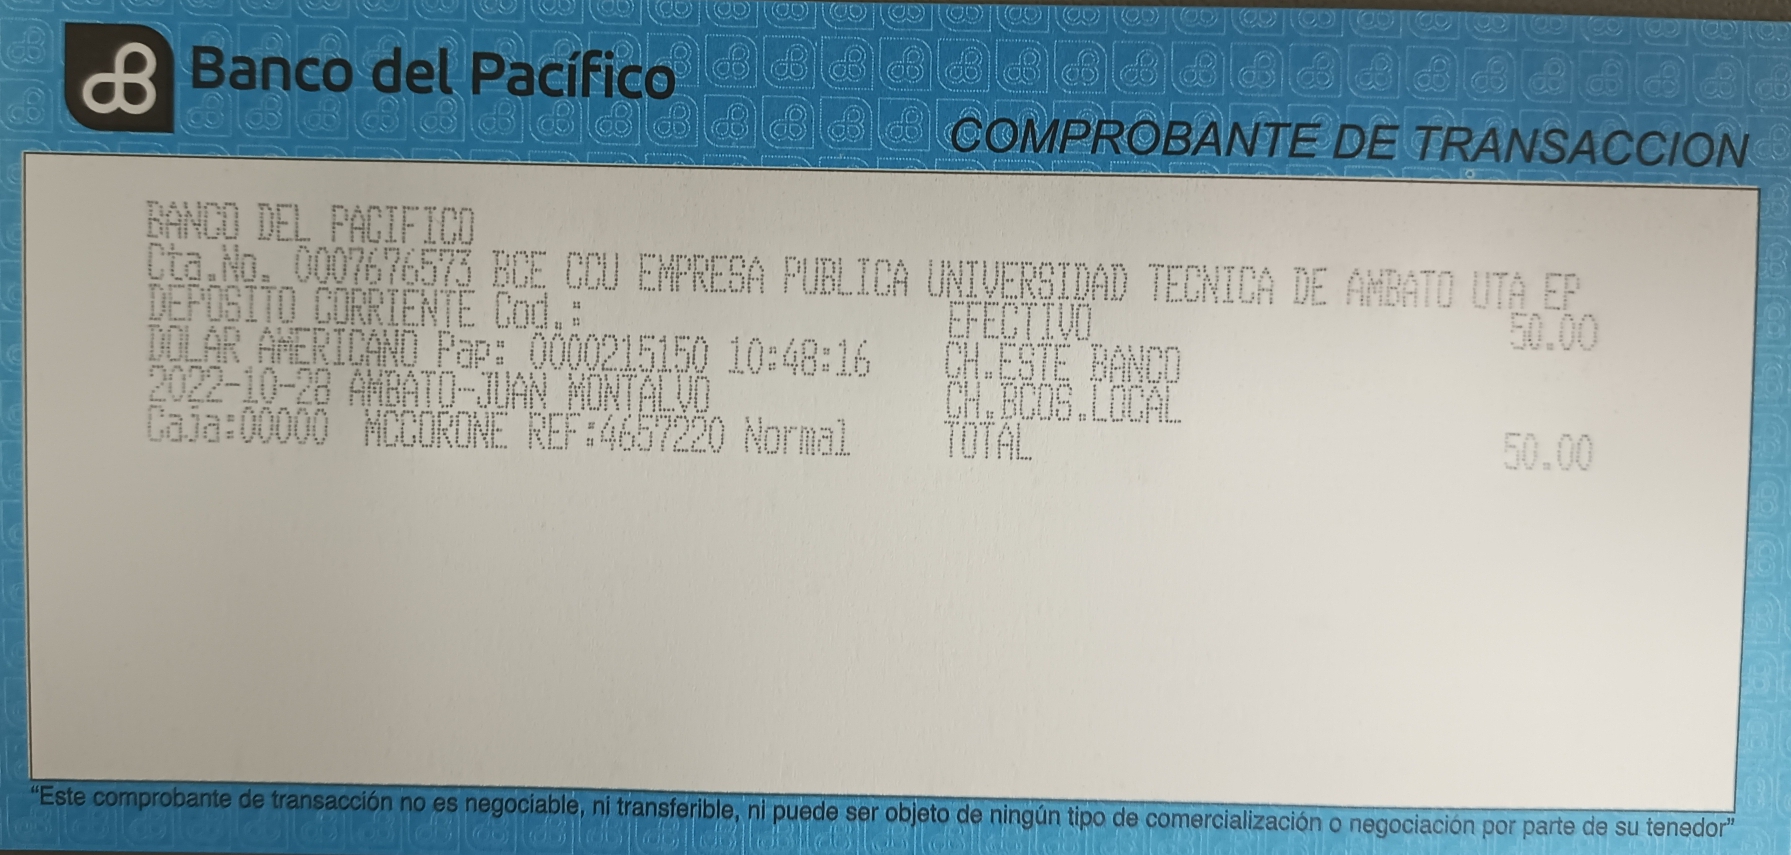 Banco del Pacífico
COMPROBANTE DE TRANSACCION
BANCO DEL PACIFICO
Cta.No. 0007676573 BCE CCU EMPRESA PUBLICA UNIVERSIDAD TECNICA DE AMBATO UTA EP
DEPOSITO CORRIENTE Cod.: EFECTIVO 50.00
DOLAR AMERICANO Pap: 0000215150 10:48:16 CH.ESTE BANCO
2022-10-28 AMBATO-JUAN MONTALVO CH.BCOS.LOCAL
Caja:00000 MCCORONE REF:4657220 Normal TOTAL 50.00
“Este comprobante de transacción no es negociable, ni transferible, ni puede ser objeto de ningún tipo de comercialización o negociación por parte de su tenedor”